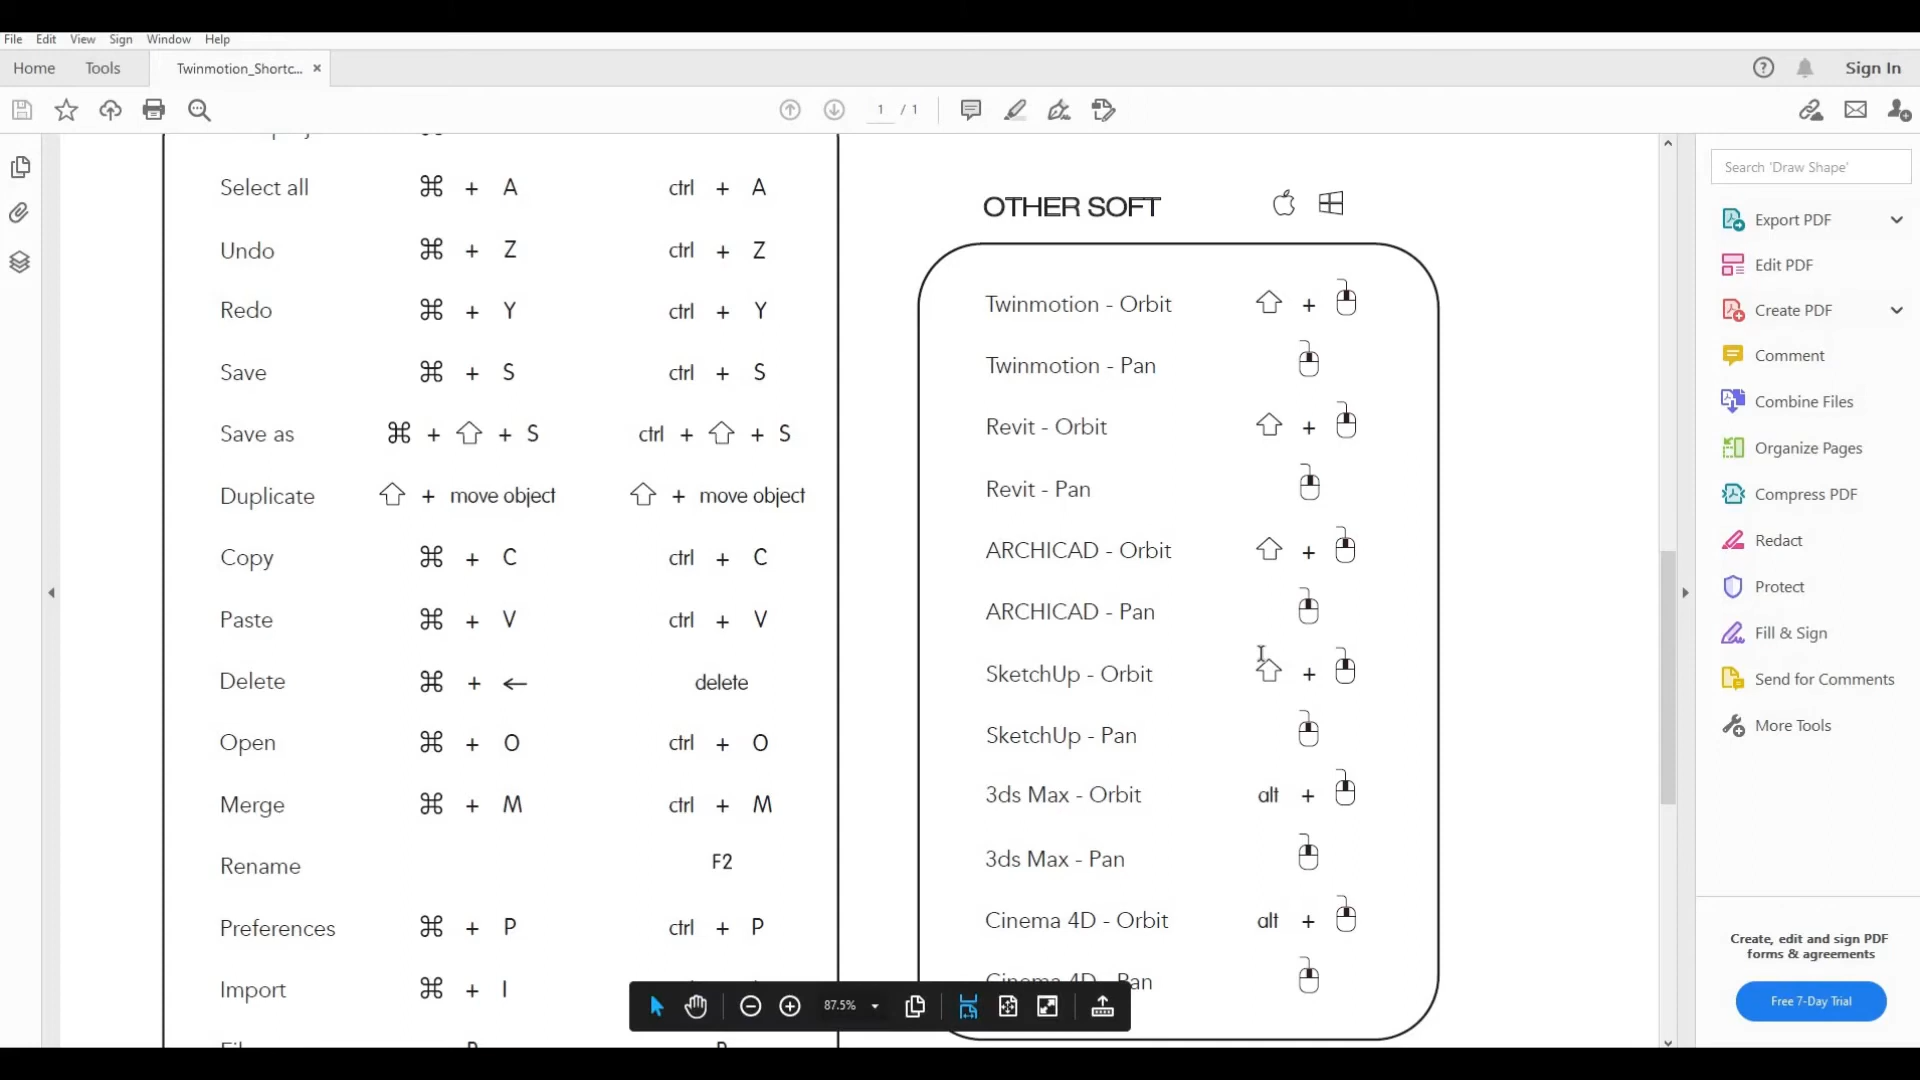 File Edit View Sign Window Help
Home Tools Twinmotion_Shortc... × Sign In
1 / 1
Select all ⌘ + A ctrl + A
Undo ⌘ + Z ctrl + Z
Redo ⌘ + Y ctrl + Y
Save ⌘ + S ctrl + S
Save as ⌘ + ⇧ + S ctrl + ⇧ + S
Duplicate ⇧ + move object ⇧ + move object
Copy ⌘ + C ctrl + C
Paste ⌘ + V ctrl + V
Delete ⌘ + ← delete
Open ⌘ + O ctrl + O
Merge ⌘ + M ctrl + M
Rename F2
Preferences ⌘ + P ctrl + P
Import ⌘ + I
OTHER SOFT
Twinmotion - Orbit ⇧ +
Twinmotion - Pan
Revit - Orbit ⇧ +
Revit - Pan
ARCHICAD - Orbit ⇧ +
ARCHICAD - Pan
SketchUp - Orbit ⇧ +
SketchUp - Pan
3ds Max - Orbit alt +
3ds Max - Pan
Cinema 4D - Orbit alt +
Cinema 4D - Pan
87.5%
Search 'Draw Shape'
Export PDF
Edit PDF
Create PDF
Comment
Combine Files
Organize Pages
Compress PDF
Redact
Protect
Fill & Sign
Send for Comments
More Tools
Create, edit and sign PDF
forms & agreements
Free 7-Day Trial